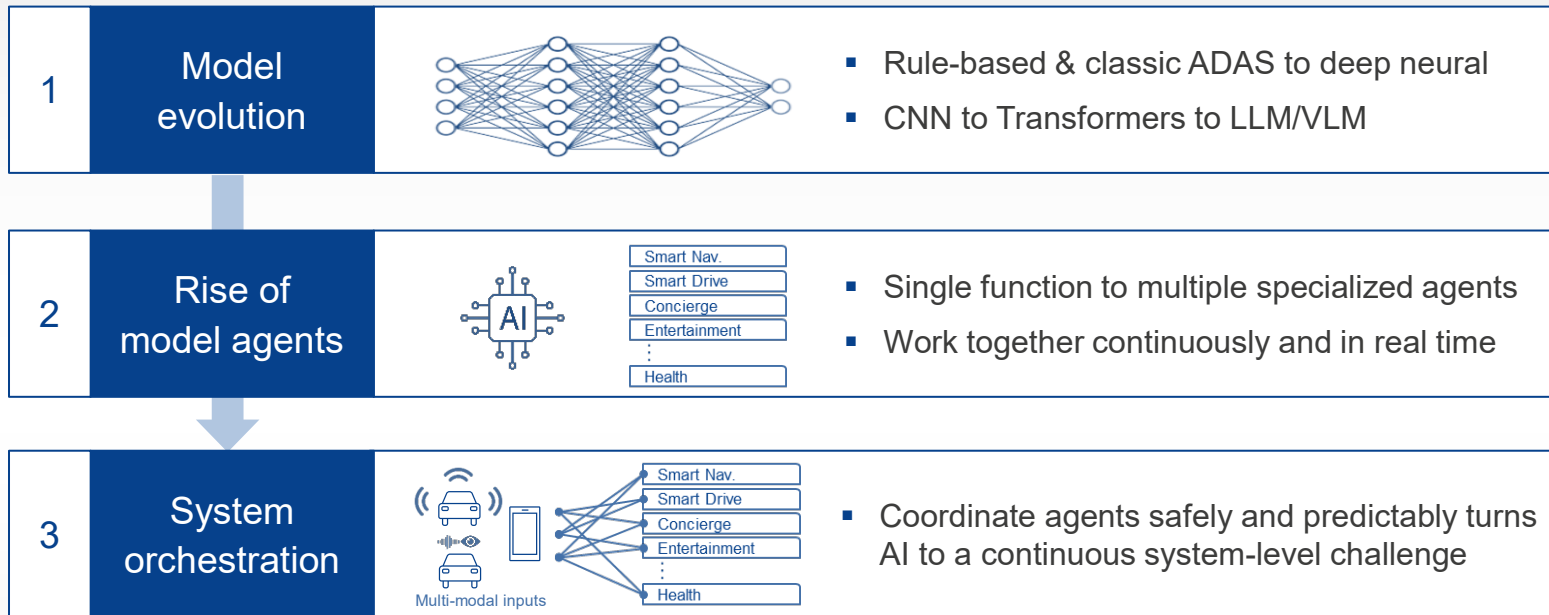 1
Model
evolution
Rule-based & classic ADAS to deep neural
CNN to Transformers to LLM/VLM
2
Rise of
model agents
AI
Smart Nav.
Smart Drive
Concierge
Entertainment
Health
Single function to multiple specialized agents
Work together continuously and in real time
3
System
orchestration
Multi-modal inputs
Smart Nav.
Smart Drive
Concierge
Entertainment
Health
Coordinate agents safely and predictably turns
AI to a continuous system-level challenge